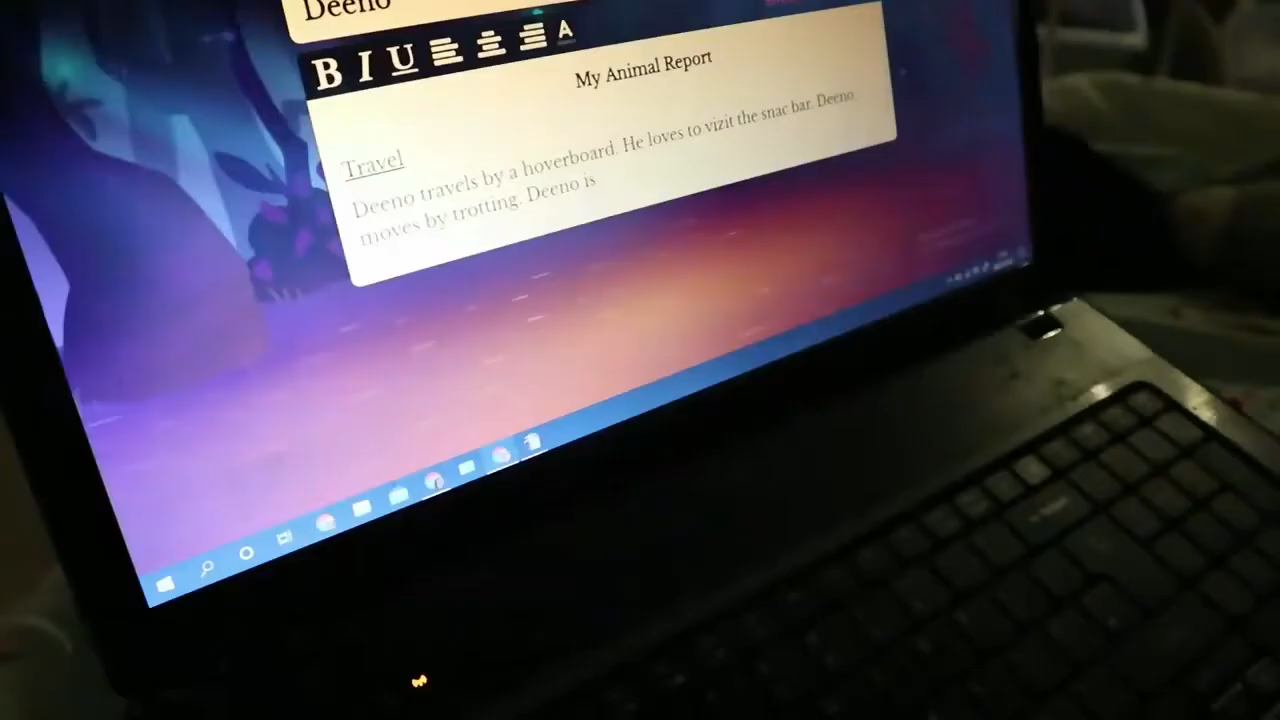 Deeno
B I U A
My Animal Report
Travel
Deeno travels by a hoverboard. He loves to vizit the snac bar. Deeno
moves by trotting. Deeno is